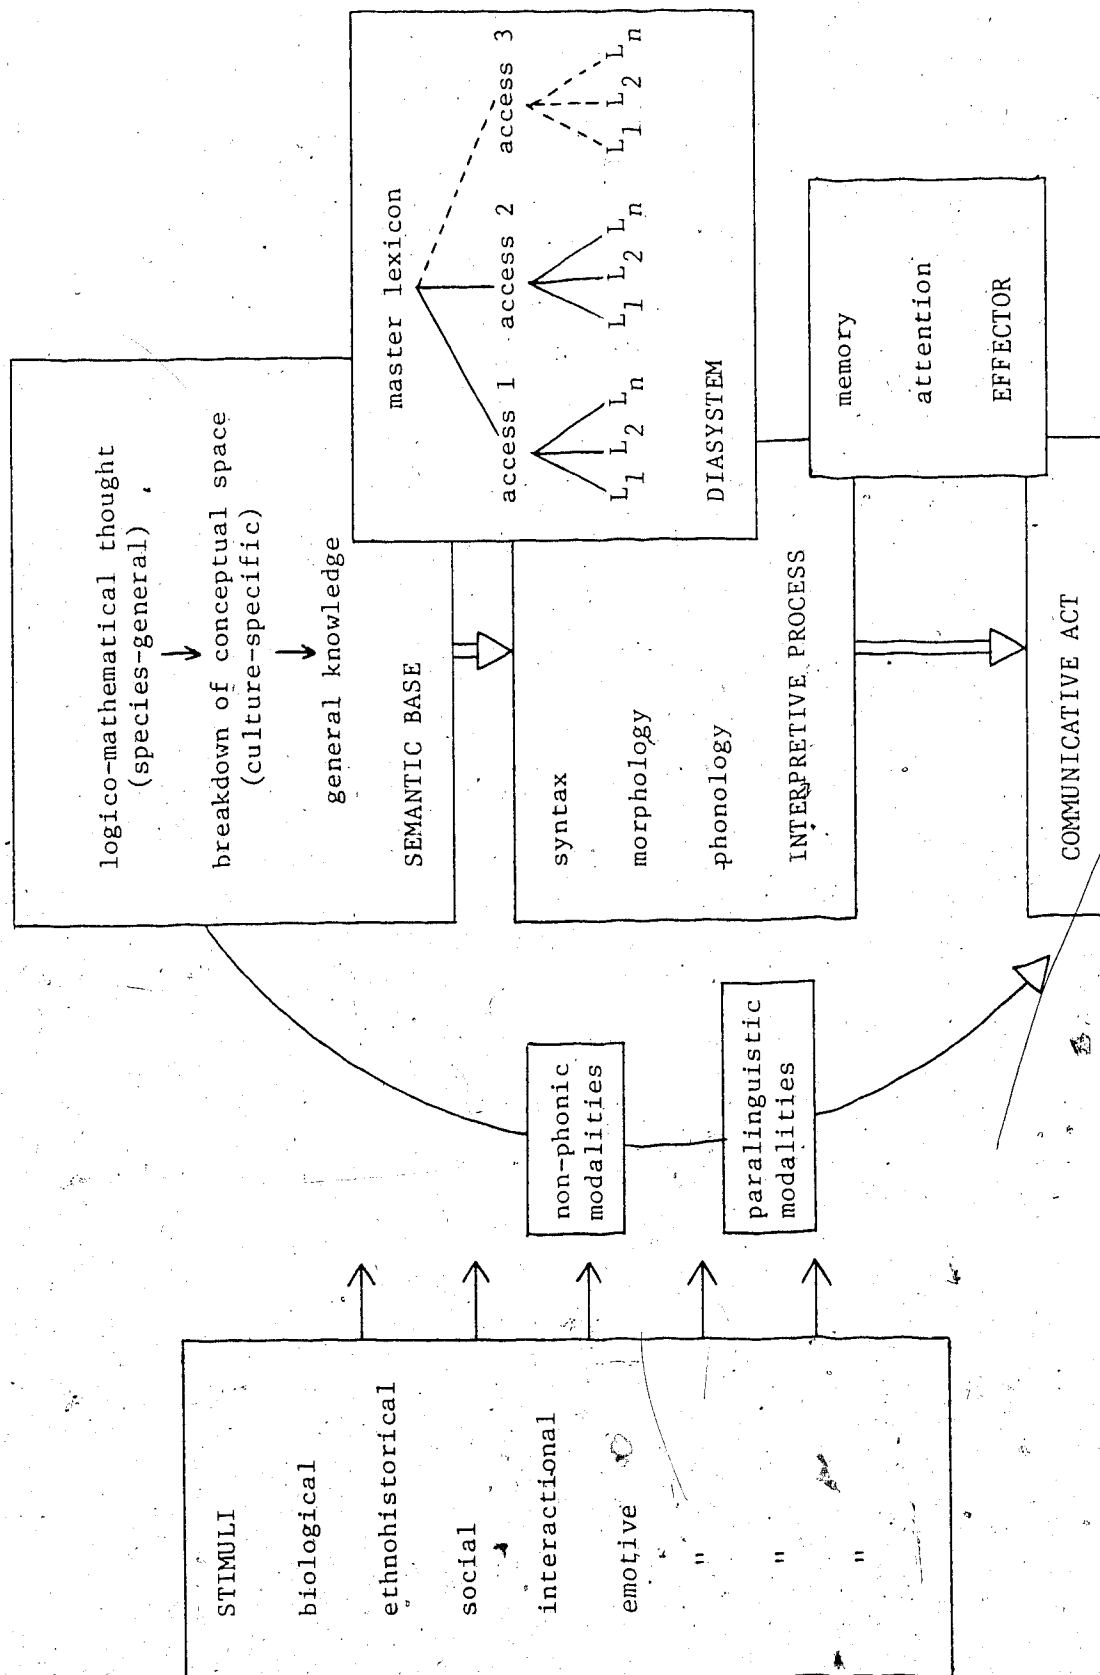 STIMULI
biological
ethnohistorical
social
interactional
emotive
"
"
"
non-phonic
modalities
paralinguistic
modalities
logico-mathematical thought
(species-general)
breakdown of conceptual space
(culture-specific)
general knowledge
SEMANTIC BASE
syntax
morphology
phonology
INTERPRETIVE PROCESS
COMMUNICATIVE ACT
master lexicon
access 1 access 2 access 3
L1 L2 Ln L1 L2 Ln L1 L2 Ln
DIASYSTEM
memory
attention
EFFECTOR